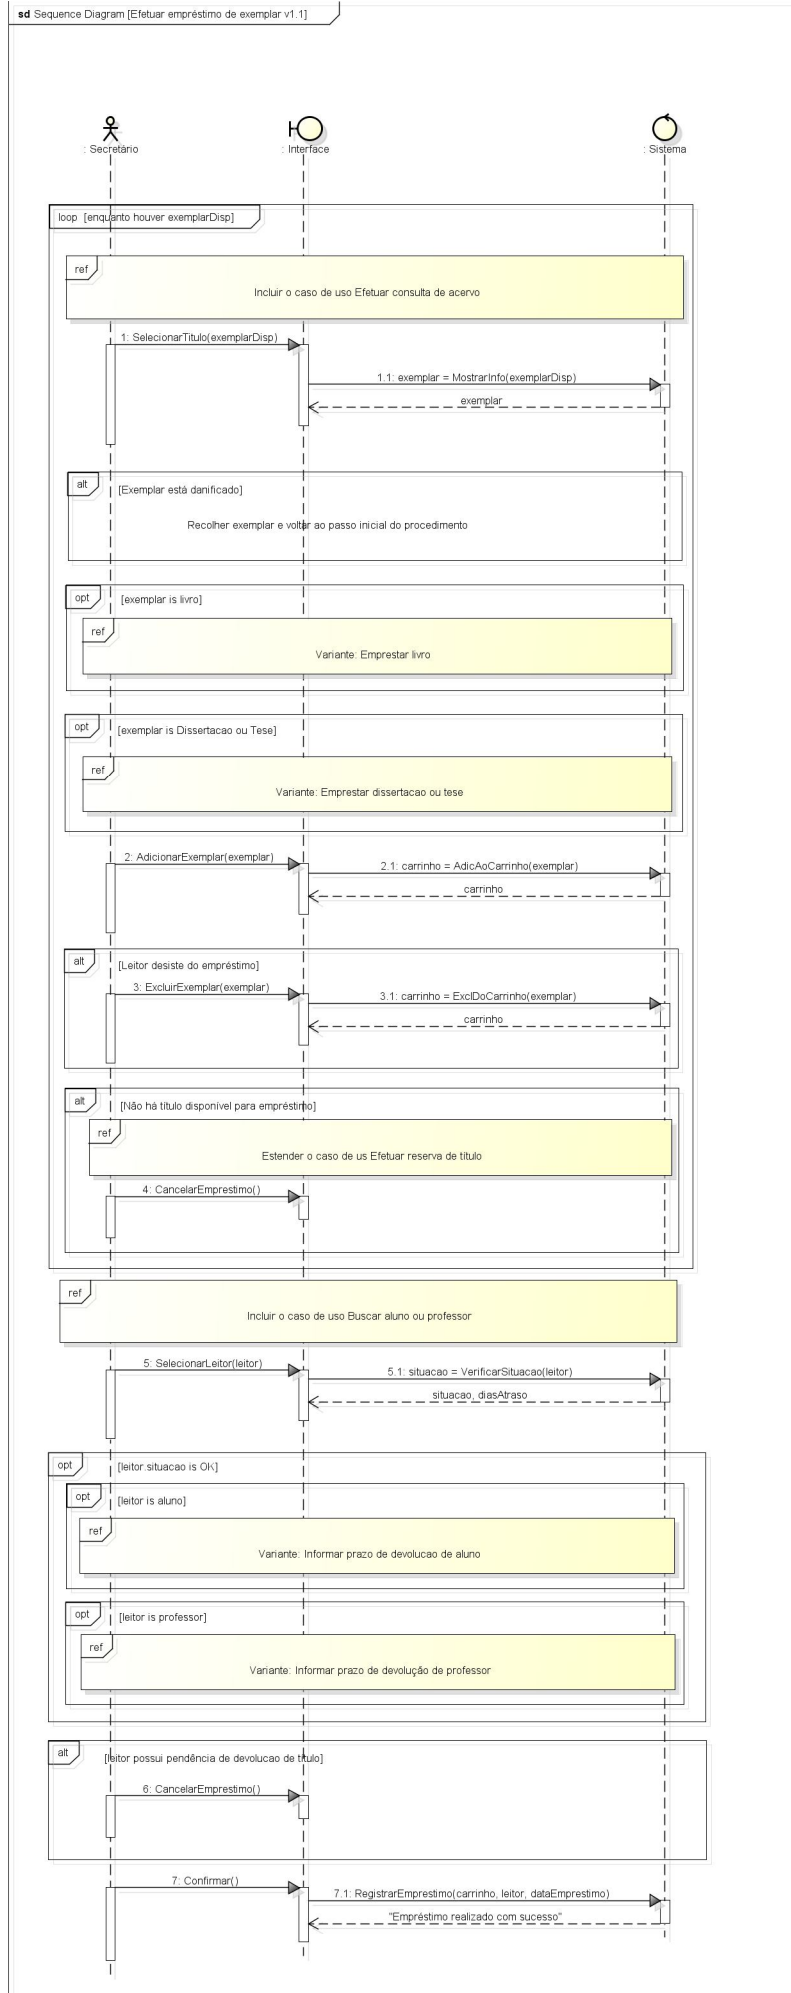 sd Sequence Diagram [Efetuar empréstimo de exemplar v1.1]
: Secretário
: Interface
: Sistema
loop [enquanto houver exemplarDisp]
ref
Incluir o caso de uso Efetuar consulta de acervo
1: SelecionarTitulo(exemplarDisp)
1.1: exemplar = MostrarInfo(exemplarDisp)
exemplar
alt
[Exemplar está danificado]
Recolher exemplar e voltar ao passo inicial do procedimento
opt
[exemplar is livro]
ref
Variante: Emprestar livro
opt
[exemplar is Dissertacao ou Tese]
ref
Variante: Emprestar dissertacao ou tese
2: AdicionarExemplar(exemplar)
2.1: carrinho = AdicAoCarrinho(exemplar)
carrinho
alt
[Leitor desiste do empréstimo]
3: ExcluirExemplar(exemplar)
3.1: carrinho = ExclDoCarrinho(exemplar)
carrinho
alt
[Não há título disponível para empréstimo]
ref
Estender o caso de us Efetuar reserva de título
4: CancelarEmprestimo()
ref
Incluir o caso de uso Buscar aluno ou professor
5: SelecionarLeitor(leitor)
5.1: situacao = VerificarSituacao(leitor)
situacao, diasAtraso
opt
[leitor.situacao is OK]
opt
[leitor is aluno]
ref
Variante: Informar prazo de devolucao de aluno
opt
[leitor is professor]
ref
Variante: Informar prazo de devolução de professor
alt
[leitor possui pendência de devolucao de título]
6: CancelarEmprestimo()
7: Confirmar()
7.1: RegistrarEmprestimo(carrinho, leitor, dataEmprestimo)
"Empréstimo realizado com sucesso"